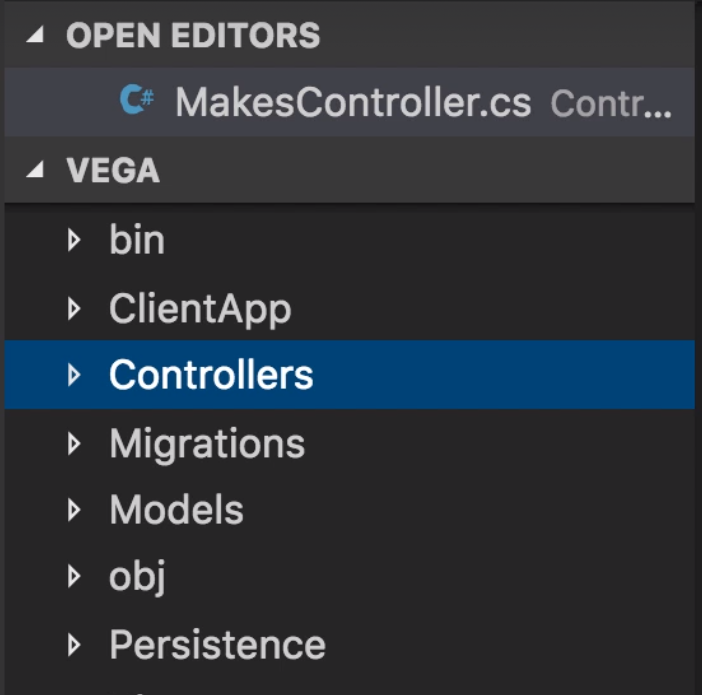 OPEN EDITORS
C# MakesController.cs Contr...
VEGA
bin
ClientApp
Controllers
Migrations
Models
obj
Persistence